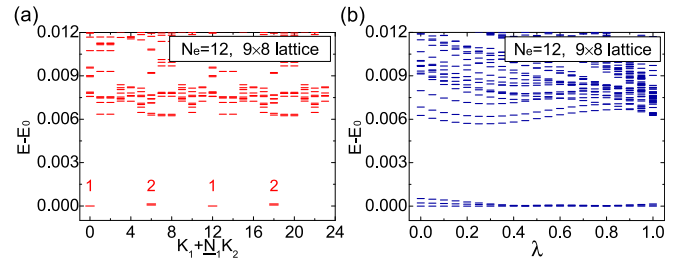 (a)
0.012
0.009
0.006
0.003
0.000
E-E₀
Nₑ=12, 9×8 lattice
1 2 1 2
0 4 8 12 16 20 24
K₁+N₁K₂
(b)
0.012
0.009
0.006
0.003
0.000
E-E₀
Nₑ=12, 9×8 lattice
0.0 0.2 0.4 0.6 0.8 1.0
λ